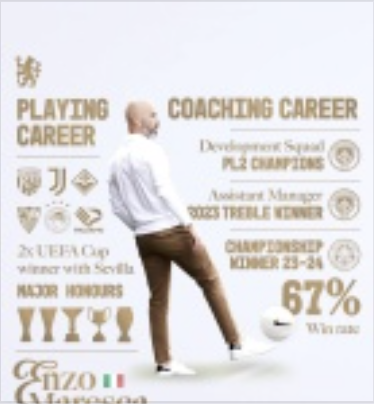 PLAYING
CAREER
2x UEFA Cup
winner with Sevilla
MAJOR HONOURS
COACHING CAREER
Development Squad
PL2 CHAMPIONS
Assistant Manager
2023 TREBLE WINNER
CHAMPIONSHIP
WINNER 23-24
67%
Win rate
Enzo
Maresca